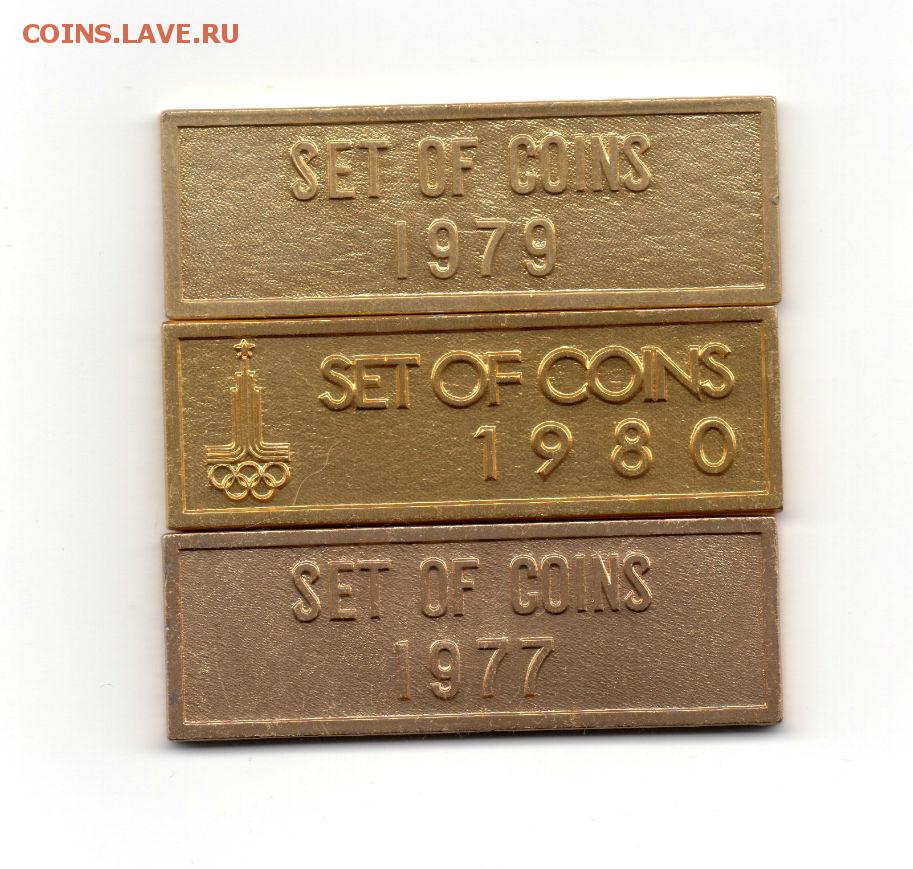 COINS.LAVE.RU
SET OF COINS
1979
SET OF COINS
1980
SET OF COINS
1977